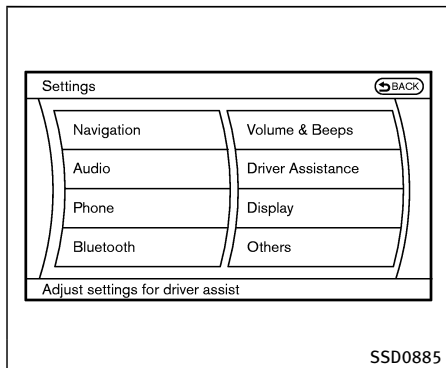 Settings
BACK
Navigation
Volume & Beeps
Audio
Driver Assistance
Phone
Display
Bluetooth
Others
Adjust settings for driver assist
SSD0885